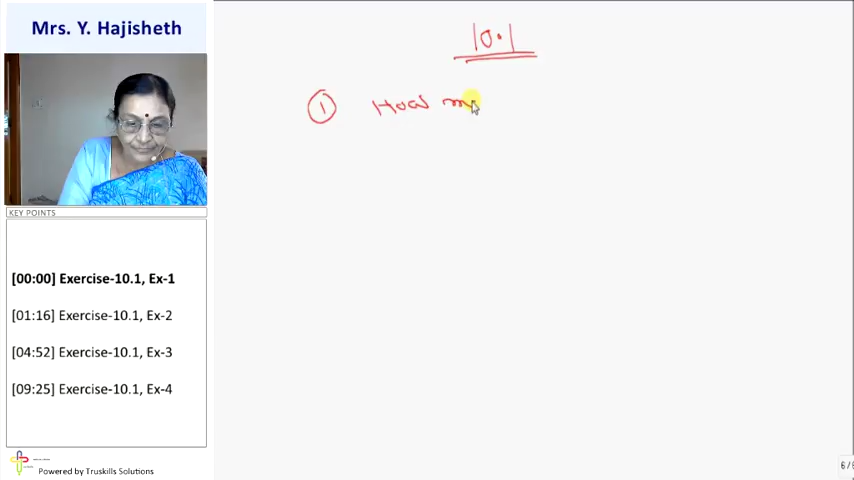 Mrs. Y. Hajisheth
10.1
① How m
KEY POINTS
[00:00] Exercise-10.1, Ex-1
[01:16] Exercise-10.1, Ex-2
[04:52] Exercise-10.1, Ex-3
[09:25] Exercise-10.1, Ex-4
Powered by Truskills Solutions
6/